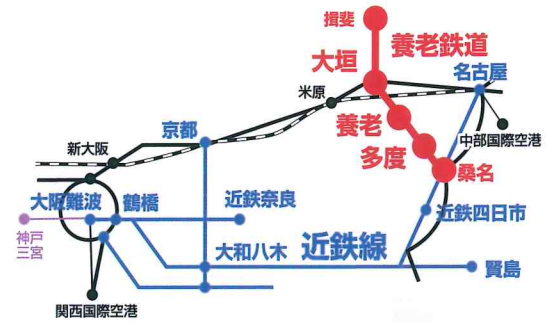 揖斐
養老鉄道
大垣
名古屋
米原
養老
京都
中部国際空港
新大阪
多度
桑名
大阪難波
鶴橋
近鉄奈良
近鉄四日市
神戸
三宮
大和八木
近鉄線
賢島
関西国際空港